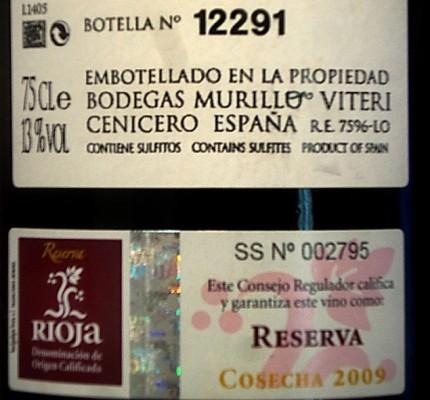 L1405
BOTELLA Nº 12291
75 CL e
13 %VOL
EMBOTELLADO EN LA PROPIEDAD
BODEGAS MURILLO VITERI
CENICERO ESPAÑA R.E. 7596-LO
CONTIENE SULFITOS CONTAINS SULFITES PRODUCT OF SPAIN
Reserva
RIOJA
Denominación de
Origen Calificada
SS Nº 002795
Este Consejo Regulador califica
y garantiza este vino como:
RESERVA
COSECHA 2009